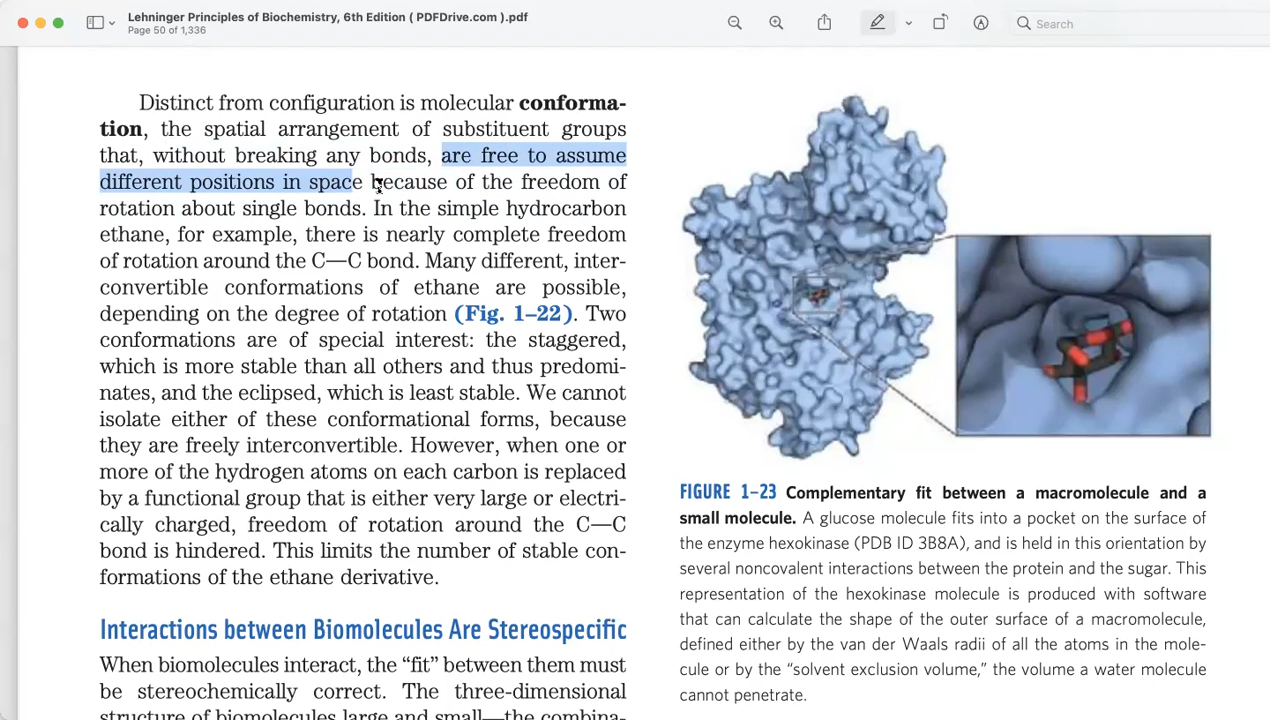 Lehninger Principles of Biochemistry, 6th Edition ( PDFDrive.com ).pdf
Page 50 of 1,336
Search
Distinct from configuration is molecular conforma-
tion, the spatial arrangement of substituent groups
that, without breaking any bonds, are free to assume
different positions in space because of the freedom of
rotation about single bonds. In the simple hydrocarbon
ethane, for example, there is nearly complete freedom
of rotation around the C—C bond. Many different, inter-
convertible conformations of ethane are possible,
depending on the degree of rotation (Fig. 1–22). Two
conformations are of special interest: the staggered,
which is more stable than all others and thus predomi-
nates, and the eclipsed, which is least stable. We cannot
isolate either of these conformational forms, because
they are freely interconvertible. However, when one or
more of the hydrogen atoms on each carbon is replaced
by a functional group that is either very large or electri-
cally charged, freedom of rotation around the C—C
bond is hindered. This limits the number of stable con-
formations of the ethane derivative.
Interactions between Biomolecules Are Stereospecific
When biomolecules interact, the “fit” between them must
be stereochemically correct. The three-dimensional
structure of biomolecules large and small—the combina-
FIGURE 1–23 Complementary fit between a macromolecule and a
small molecule. A glucose molecule fits into a pocket on the surface of
the enzyme hexokinase (PDB ID 3B8A), and is held in this orientation by
several noncovalent interactions between the protein and the sugar. This
representation of the hexokinase molecule is produced with software
that can calculate the shape of the outer surface of a macromolecule,
defined either by the van der Waals radii of all the atoms in the mole-
cule or by the “solvent exclusion volume,” the volume a water molecule
cannot penetrate.